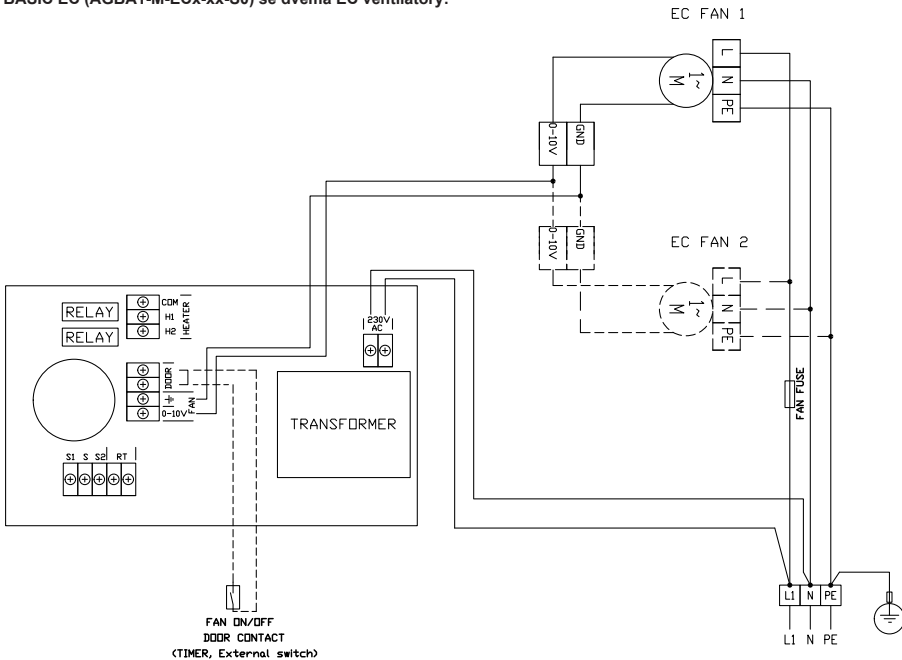 BASIC EC (AGBAT-M-ECx-xx-S0) se dvěma EC ventilátory:
EC FAN 1
L
N
PE
1~
M
0-10V
GND
EC FAN 2
0-10V
GND
L
N
PE
1~
M
RELAY
RELAY
COM
H1
H2
HEATER
230V
AC
DOOR
FAN
0-10V
TRANSFORMER
FAN FUSE
S1 S S2 RT
L1 N PE
L1 N PE
FAN ON/OFF
DOOR CONTACT
(TIMER, External switch)